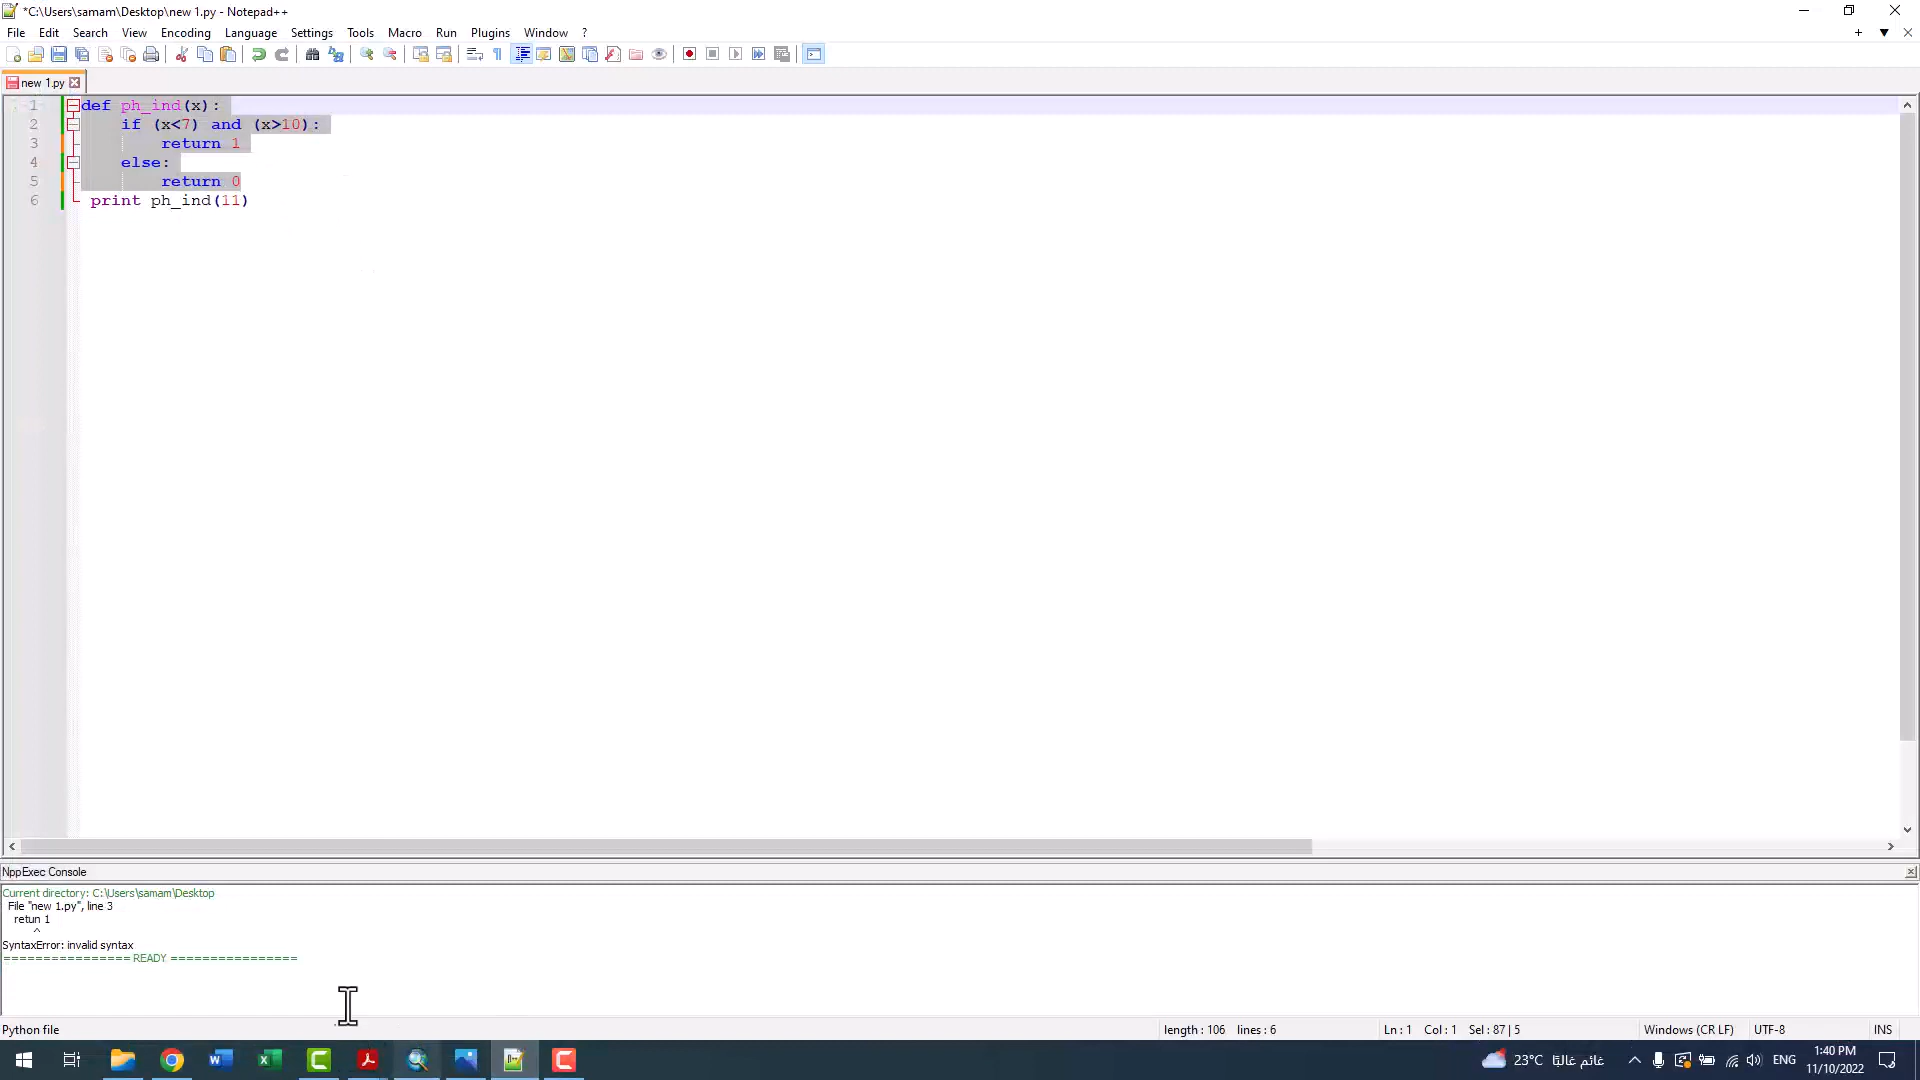 *C:\Users\samam\Desktop\new 1.py - Notepad++
File Edit Search View Encoding Language Settings Tools Macro Run Plugins Window ?
new 1.py
1 def ph_ind(x):
2 if (x<7) and (x>10):
3 return 1
4 else:
5 return 0
6 print ph_ind(11)
NppExec Console
Current directory: C:\Users\samam\Desktop
File "new 1.py", line 3
retun 1
^
SyntaxError: invalid syntax
================ READY ================
Python file
length : 106 lines : 6
Ln : 1 Col : 1 Sel : 87 | 5
Windows (CR LF)
UTF-8
INS
23°C غائم غالبًا
ENG
1:40 PM
11/10/2022